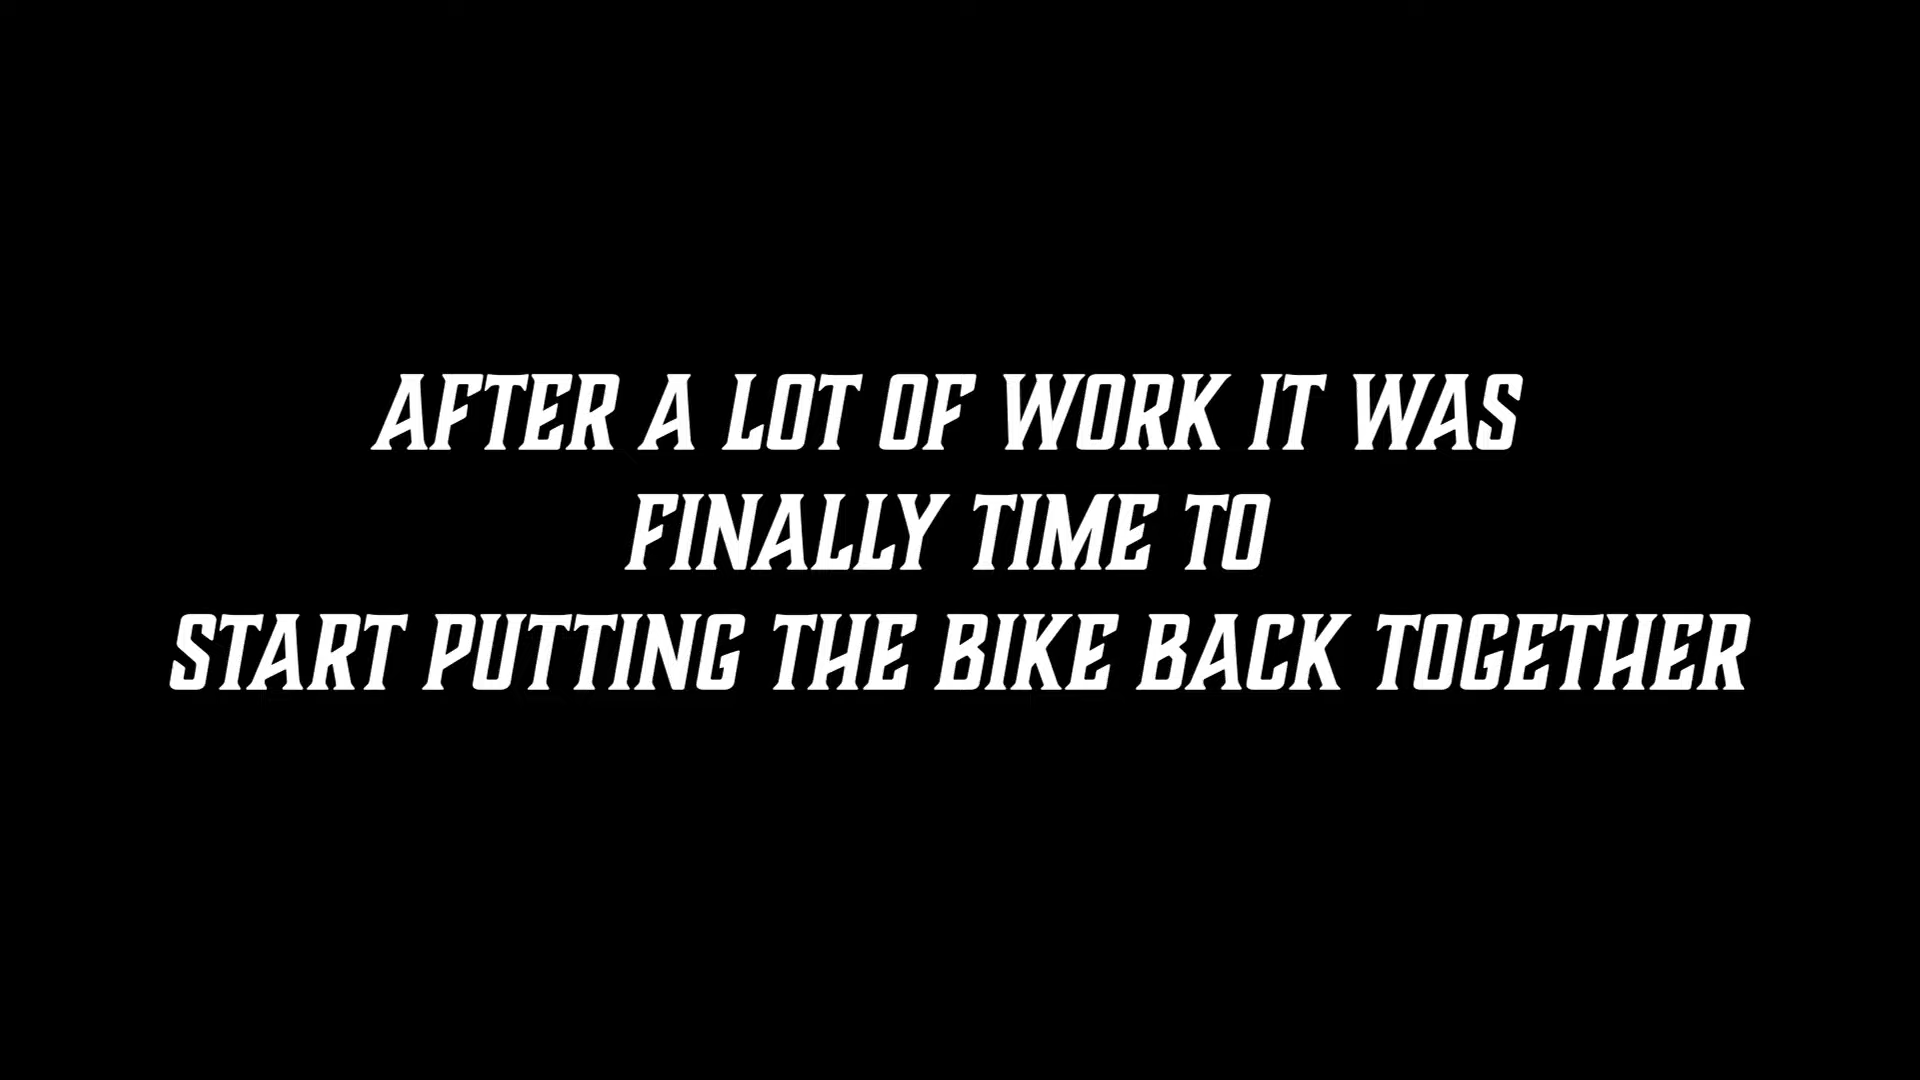 AFTER A LOT OF WORK IT WAS
FINALLY TIME TO
START PUTTING THE BIKE BACK TOGETHER